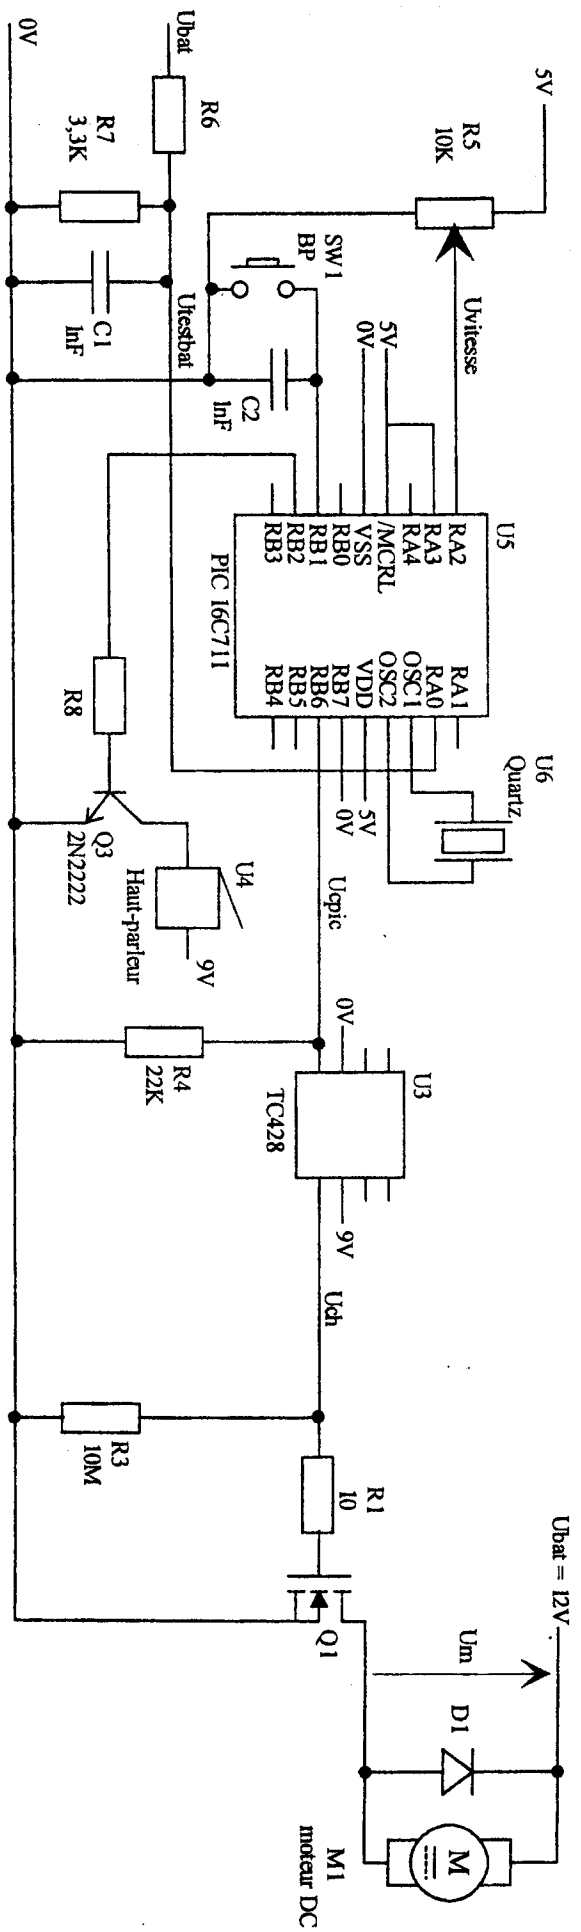 0V
Ubat
R6
R7
3,3K
C1
1nF
Utestbat
5V
R5
10K
Uvitesse
SW1
BP
C2
1nF
5V
0V
U5
RA2
RA3
RA4
/MCRL
VSS
RB0
RB1
RB2
RB3
PIC 16C711
RA1
RA0
OSC1
OSC2
VDD
RB7
RB6
RB5
RB4
U6
Quartz
5V
0V
R8
Q3
2N2222
U4
Haut-parleur
9V
Ucpic
R4
22K
0V
U3
TC428
9V
Uch
R3
10M
R1
10
Q1
Ubat = 12V
Um
D1
M
M1
moteur DC